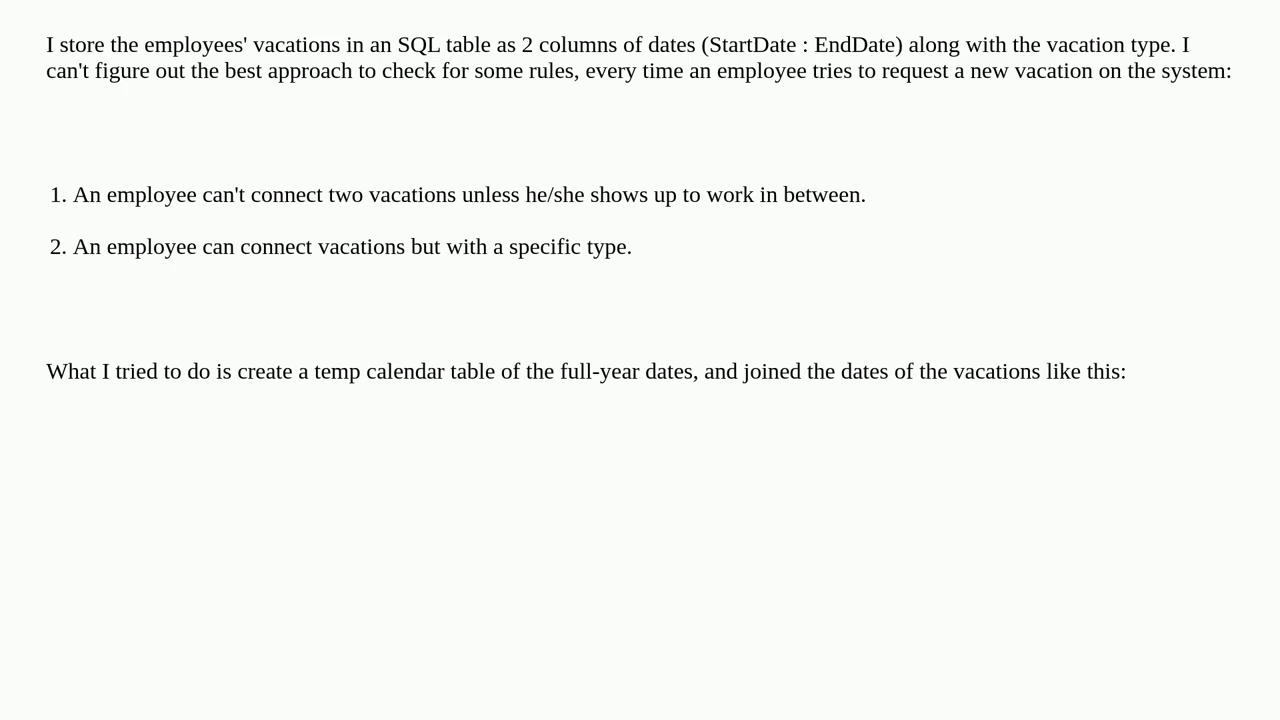 I store the employees' vacations in an SQL table as 2 columns of dates (StartDate : EndDate) along with the vacation type. I
can't figure out the best approach to check for some rules, every time an employee tries to request a new vacation on the system:
1. An employee can't connect two vacations unless he/she shows up to work in between.
2. An employee can connect vacations but with a specific type.
What I tried to do is create a temp calendar table of the full-year dates, and joined the dates of the vacations like this: